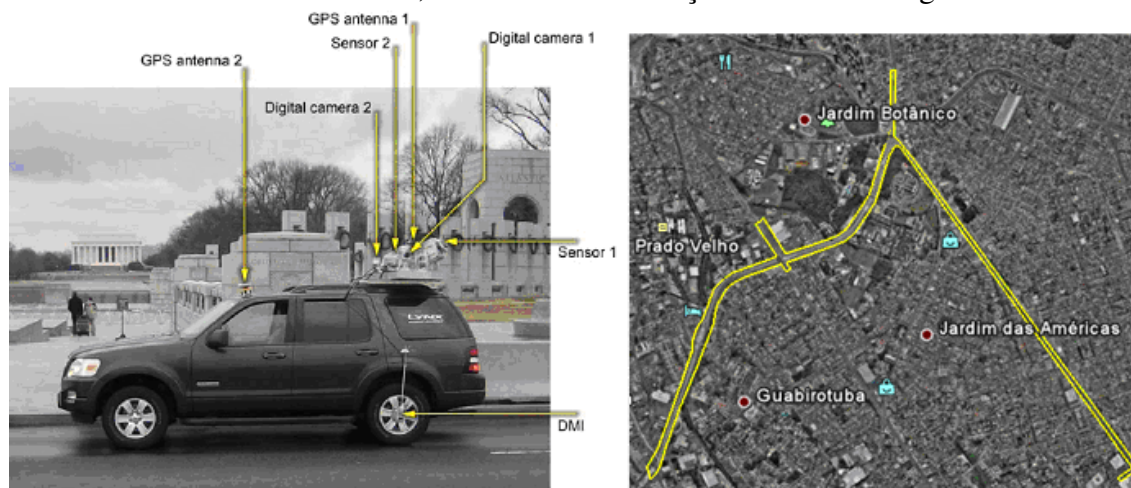 GPS antenna 1
Sensor 2
Digital camera 1
GPS antenna 2
Digital camera 2
Sensor 1
LYNX
DMI
Jardim Botânico
Prado Velho
Jardim das Américas
Guabirotuba